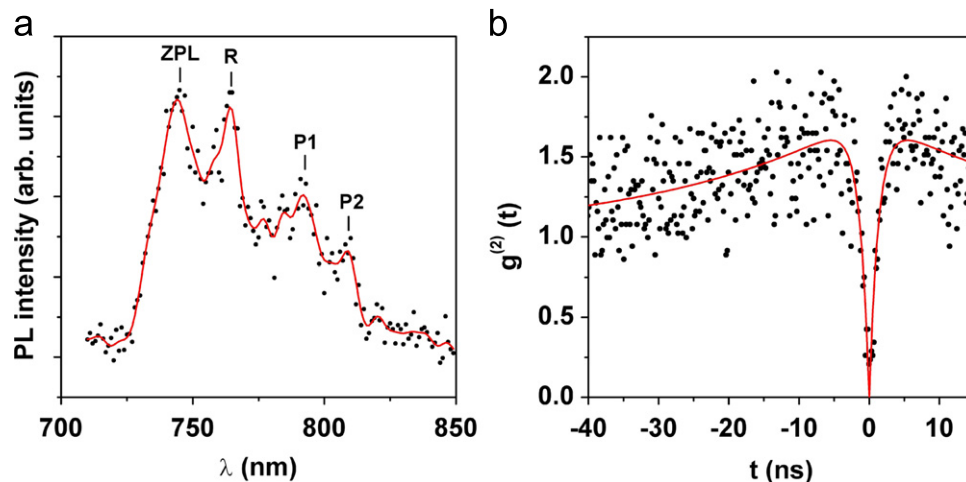 a
ZPL
R
P1
P2
PL intensity (arb. units)
700
750
800
850
λ (nm)
b
2.0
1.5
1.0
0.5
0.0
g(2) (t)
-40
-30
-20
-10
0
10
t (ns)